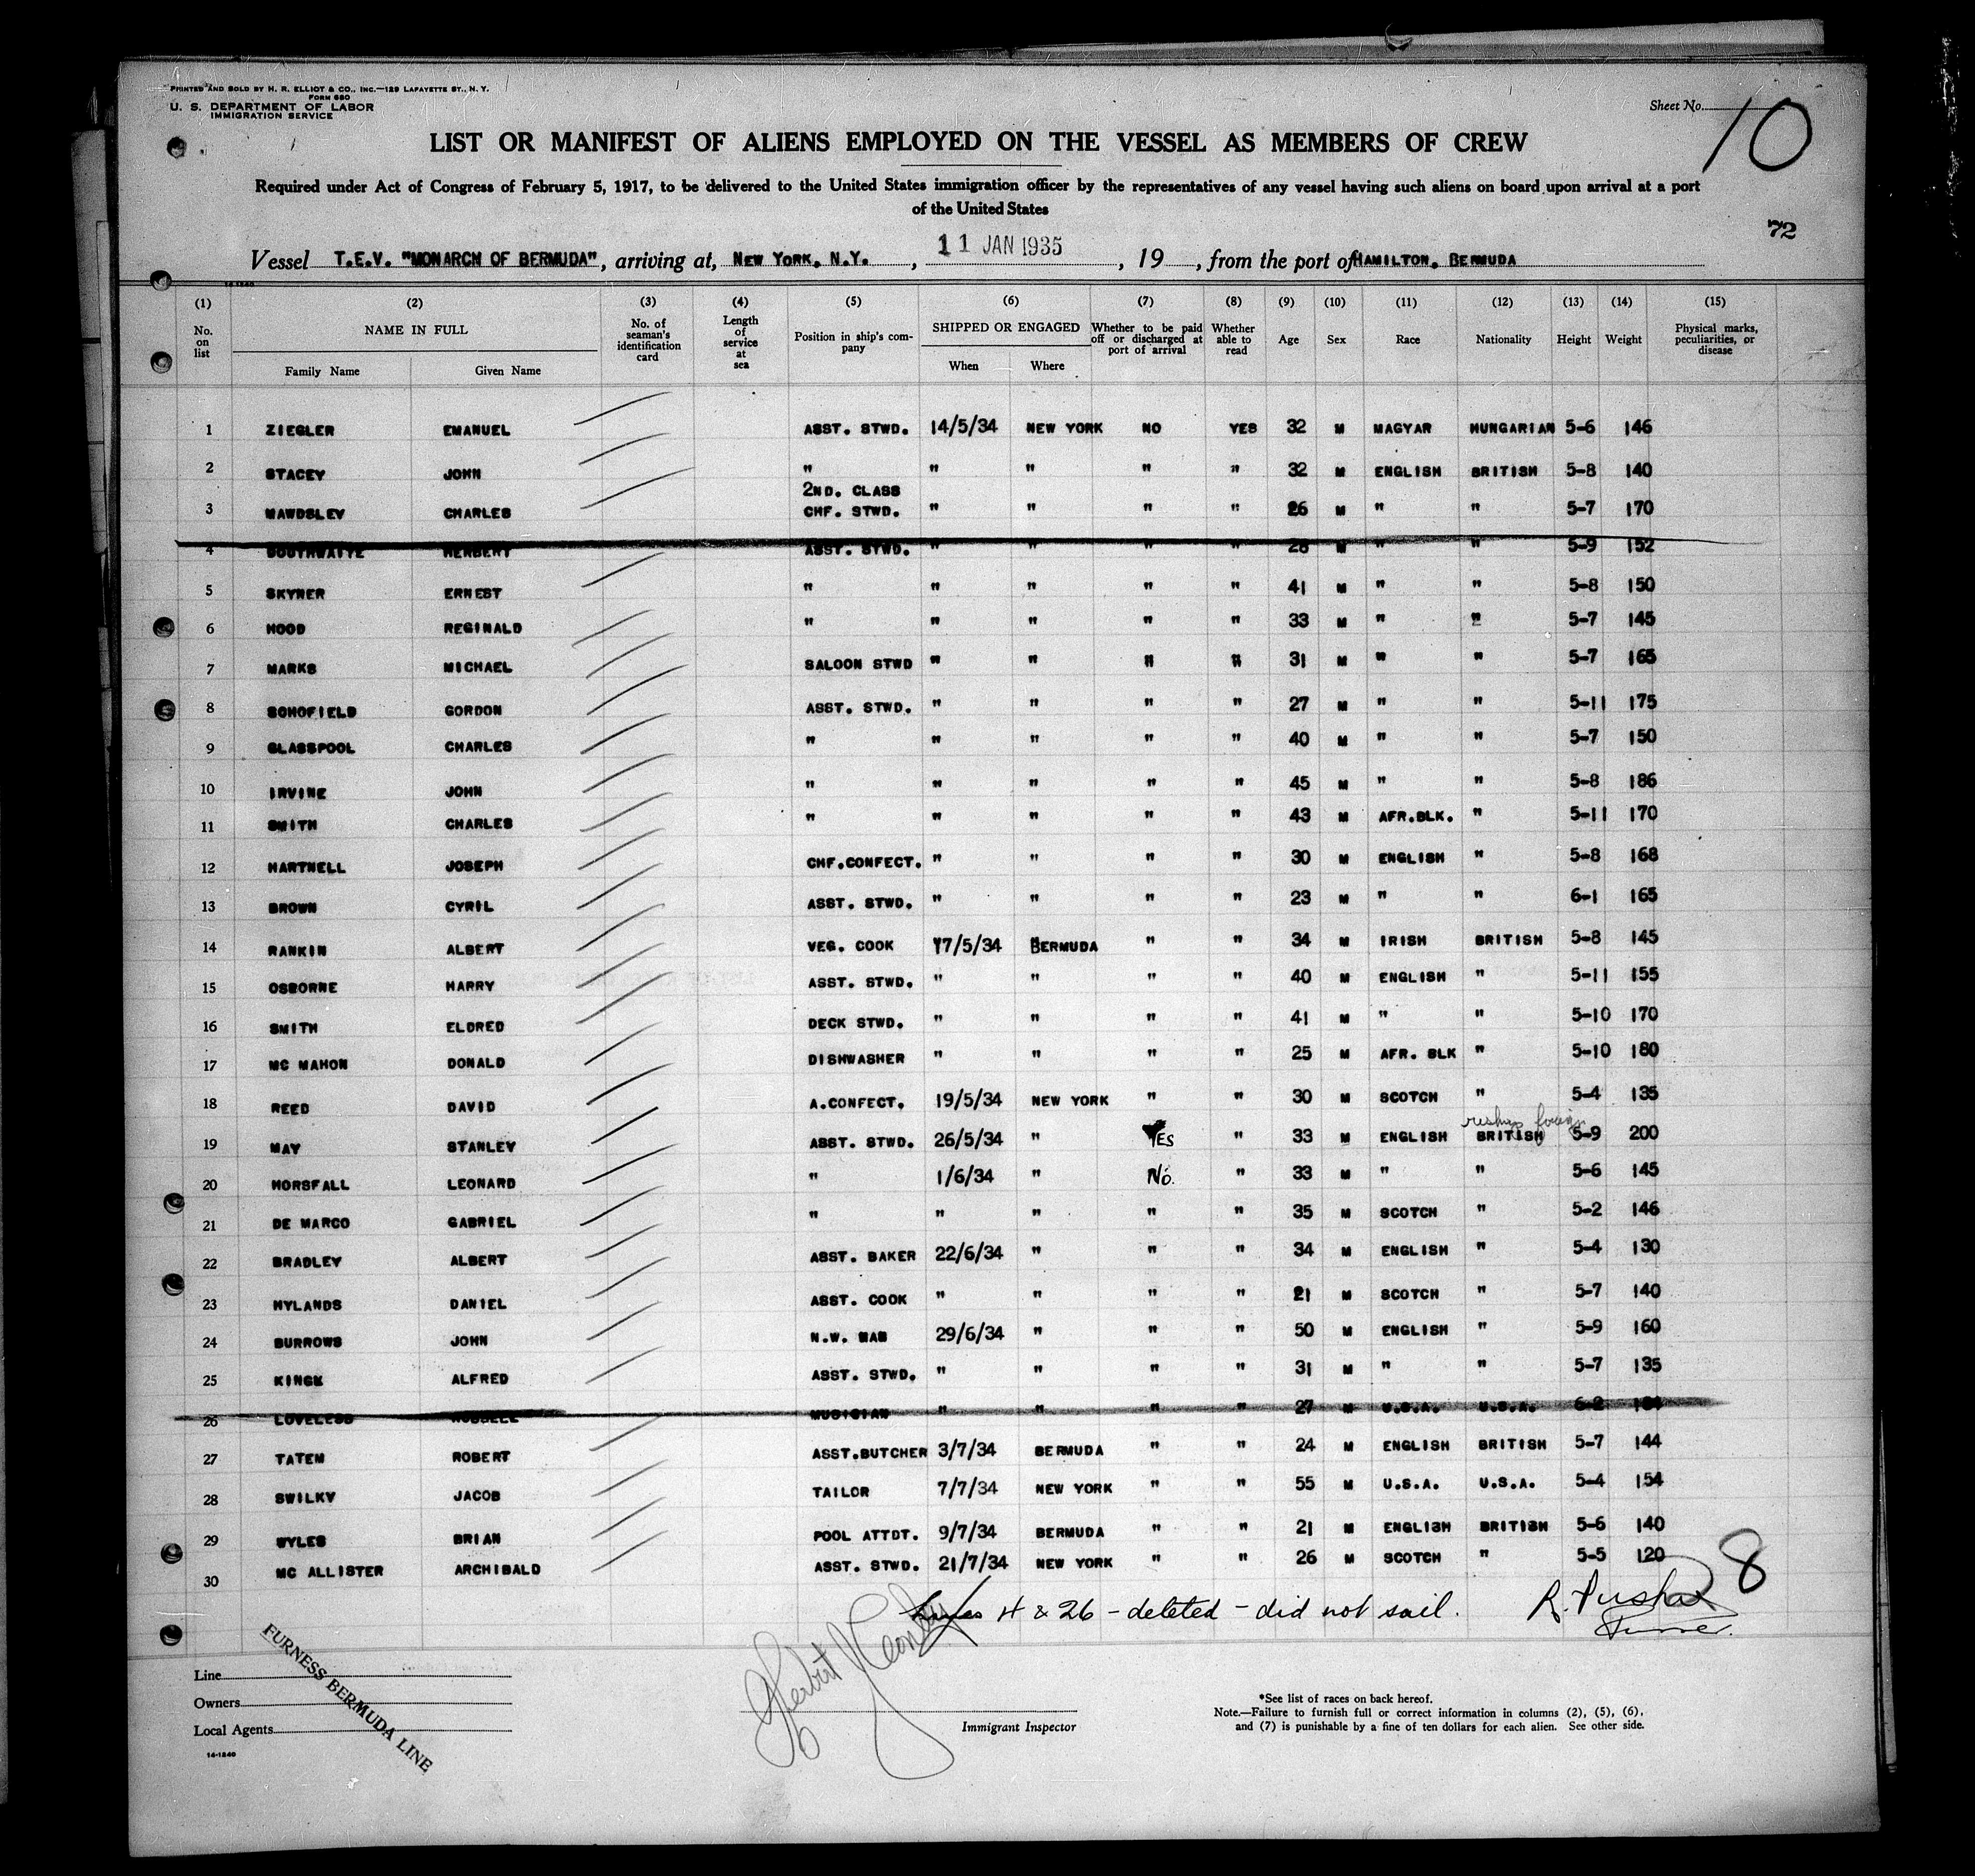 PRINTED AND SOLD BY H. R. ELLIOT & CO., INC.—129 LAFAYETTE ST., N. Y.
FORM 680
U. S. DEPARTMENT OF LABOR
IMMIGRATION SERVICE
Sheet No. 10
LIST OR MANIFEST OF ALIENS EMPLOYED ON THE VESSEL AS MEMBERS OF CREW
Required under Act of Congress of February 5, 1917, to be delivered to the United States immigration officer by the representatives of any vessel having such aliens on board upon arrival at a port
of the United States
72
Vessel T.E.V. "MONARCH OF BERMUDA", arriving at, NEW YORK, N.Y., 11 JAN 1935, 19 , from the port of HAMILTON, BERMUDA
14-1240
(1) (2) (3) (4) (5) (6) (7) (8) (9) (10) (11) (12) (13) (14) (15)
No. on list NAME IN FULL Family Name Given Name No. of seaman's identification card Length of service at sea Position in ship's company SHIPPED OR ENGAGED When Where Whether to be paid off or discharged at port of arrival Whether able to read Age Sex Race Nationality Height Weight Physical marks, peculiarities, or disease
1 ZIEGLER EMANUEL ASST. STWD. 14/5/34 NEW YORK NO YES 32 M MAGYAR HUNGARIAN 5-6 146
2 STACEY JOHN " " " " " 32 M ENGLISH BRITISH 5-8 140
3 MAWDSLEY CHARLES 2ND. CLASS CHF. STWD. " " " " 26 M " " 5-7 170
4 SOUTHWAITE HERBERT ASST. STWD. " " " " 28 M " " 5-9 152
5 SKYNER ERNEST " " " " " 41 M " " 5-8 150
6 HOOD REGINALD " " " " " 33 M " " 5-7 145
7 MARKS MICHAEL SALOON STWD " " " " 31 M " " 5-7 165
8 SCHOFIELD GORDON ASST. STWD. " " " " 27 M " " 5-11 175
9 GLASSPOOL CHARLES " " " " " 40 M " " 5-7 150
10 IRVINE JOHN " " " " " 45 M " " 5-8 186
11 SMITH CHARLES " " " " " 43 M AFR.BLK. " 5-11 170
12 HARTNELL JOSEPH CHF.CONFECT. " " " " 30 M ENGLISH " 5-8 168
13 BROWN CYRIL ASST. STWD. " " " " 23 M " " 6-1 165
14 RANKIN ALBERT VEG. COOK 17/5/34 BERMUDA " " 34 M IRISH BRITISH 5-8 145
15 OSBORNE HARRY ASST. STWD. " " " " 40 M ENGLISH " 5-11 155
16 SMITH ELDRED DECK STWD. " " " " 41 M " " 5-10 170
17 MC MAHON DONALD DISHWASHER " " " " 25 M AFR. BLK " 5-10 180
18 REED DAVID A.CONFECT. 19/5/34 NEW YORK " " 30 M SCOTCH " 5-4 135
reship foreign
19 MAY STANLEY ASST. STWD. 26/5/34 " YES " 33 M ENGLISH BRITISH 5-9 200
20 HORSFALL LEONARD " 1/6/34 " No. " 33 M " " 5-6 145
21 DE MARCO GABRIEL " " " " " 35 M SCOTCH " 5-2 146
22 BRADLEY ALBERT ASST. BAKER 22/6/34 " " " 34 M ENGLISH " 5-4 130
23 HYLANDS DANIEL ASST. COOK " " " " 21 M SCOTCH " 5-7 140
24 BURROWS JOHN N.W. MAN 29/6/34 " " " 50 M ENGLISH " 5-9 160
25 KINGK ALFRED ASST. STWD. " " " " 31 M " " 5-7 135
26 LOVELESS RUSSELL MUSICIAN " " " " 27 M U.S.A. U.S.A. 6-2
27 TATEM ROBERT ASST.BUTCHER 3/7/34 BERMUDA " " 24 M ENGLISH BRITISH 5-7 144
28 SWILKY JACOB TAILOR 7/7/34 NEW YORK " " 55 M U.S.A. U.S.A. 5-4 154
29 WYLES BRIAN POOL ATTDT. 9/7/34 BERMUDA " " 21 M ENGLISH BRITISH 5-6 140
30 MC ALLISTER ARCHIBALD ASST. STWD. 21/7/34 NEW YORK " " 26 M SCOTCH " 5-5 120
8
Lines 4 & 26 - deleted - did not sail.
Purser.
FURNESS BERMUDA LINE
Line
Owners
Local Agents
14-1240
Immigrant Inspector
*See list of races on back hereof.
Note.—Failure to furnish full or correct information in columns (2), (5), (6),
and (7) is punishable by a fine of ten dollars for each alien. See other side.